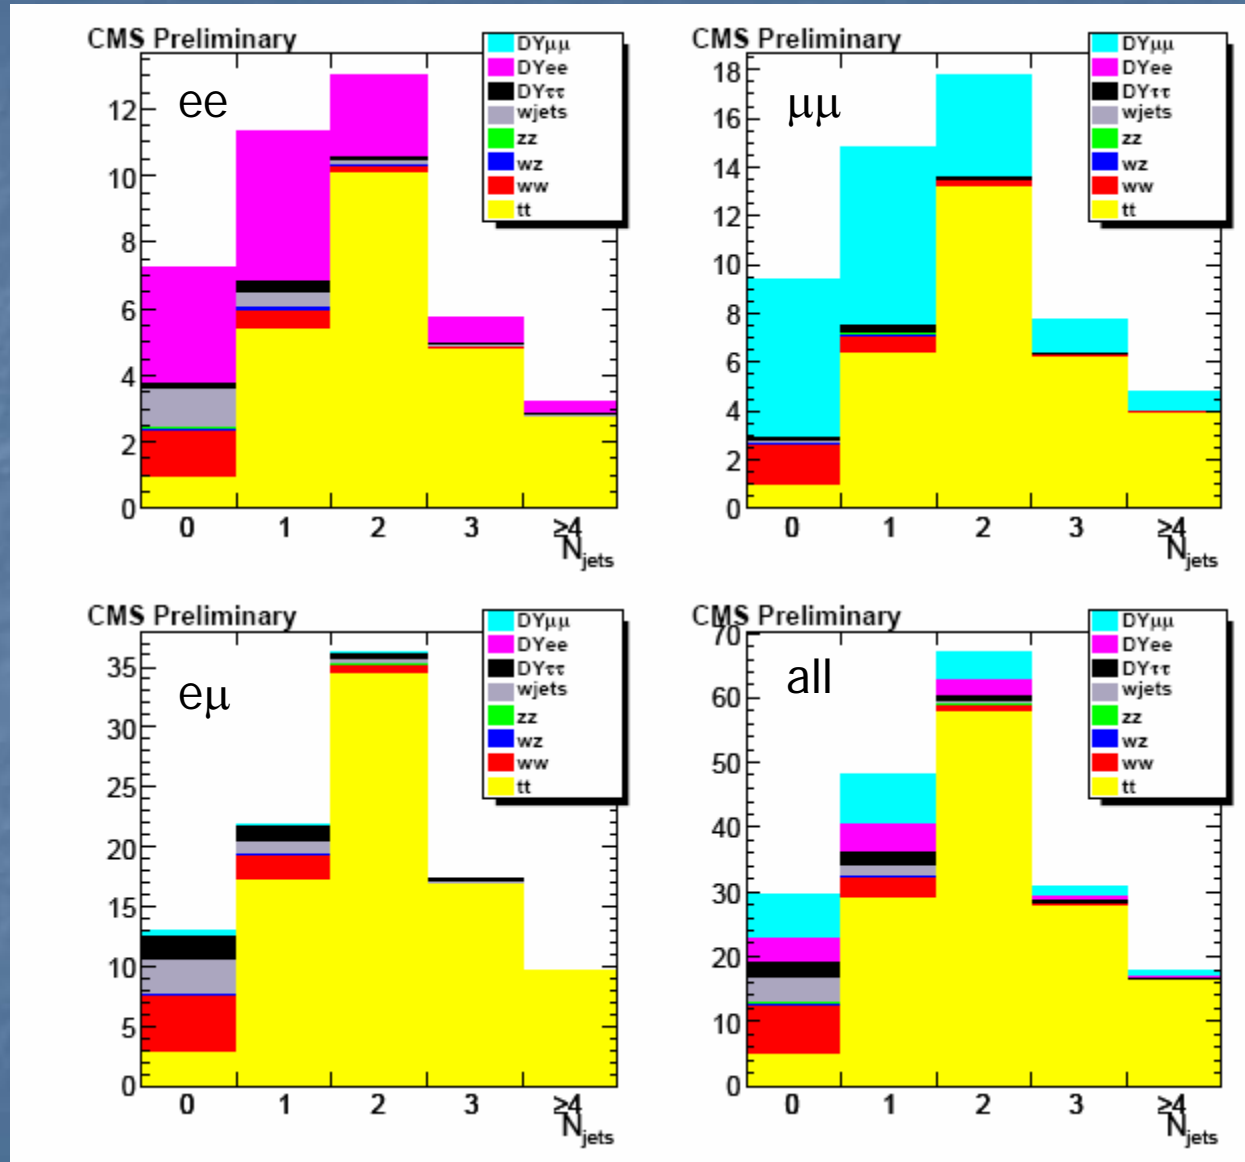 CMS Preliminary
ee
DYμμ
DYee
DYττ
wjets
zz
wz
ww
tt
12
10
8
6
4
2
0
0 1 2 3 ≥4
N_jets
CMS Preliminary
μμ
DYμμ
DYee
DYττ
wjets
zz
wz
ww
tt
18
16
14
12
10
8
6
4
2
0
0 1 2 3 ≥4
N_jets
CMS Preliminary
eμ
DYμμ
DYee
DYττ
wjets
zz
wz
ww
tt
35
30
25
20
15
10
5
0
0 1 2 3 ≥4
N_jets
CMS Preliminary
all
DYμμ
DYee
DYττ
wjets
zz
wz
ww
tt
70
60
50
40
30
20
10
0
0 1 2 3 ≥4
N_jets